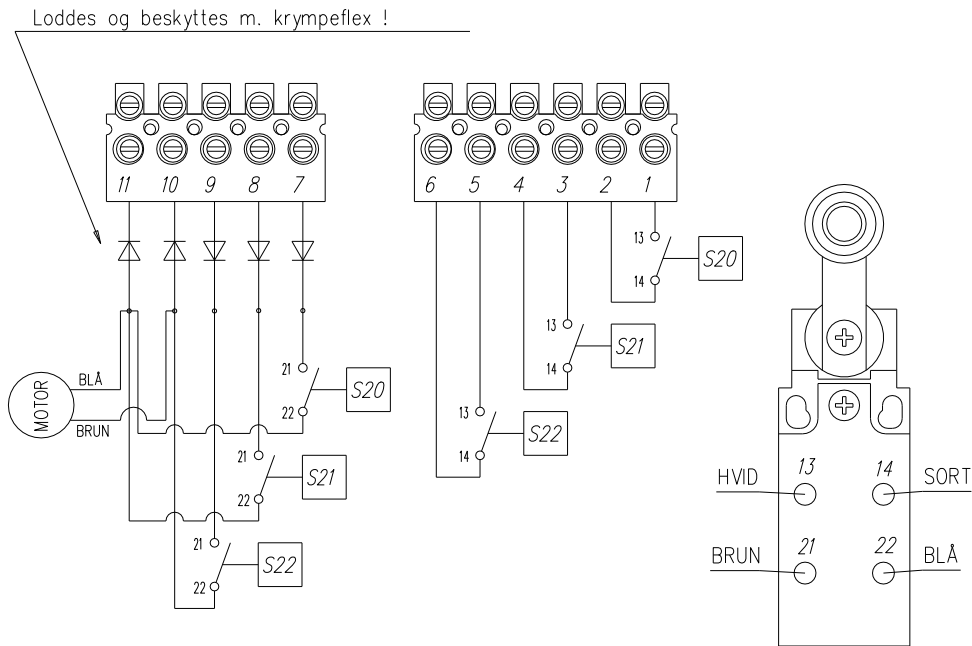 Loddes og beskyttes m. krympeflex !
11 10 9 8 7
6 5 4 3 2 1
13
14
S20
13
14
S21
13
14
S22
MOTOR
BLÅ
BRUN
21
22
S20
21
22
S21
21
22
S22
HVID
13
14
SORT
BRUN
21
22
BLÅ